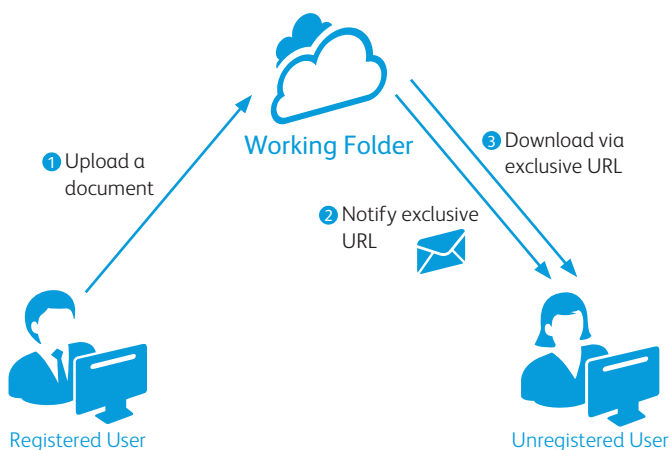 Working Folder
1 Upload a
document
2 Notify exclusive
URL
3 Download via
exclusive URL
Registered User
Unregistered User